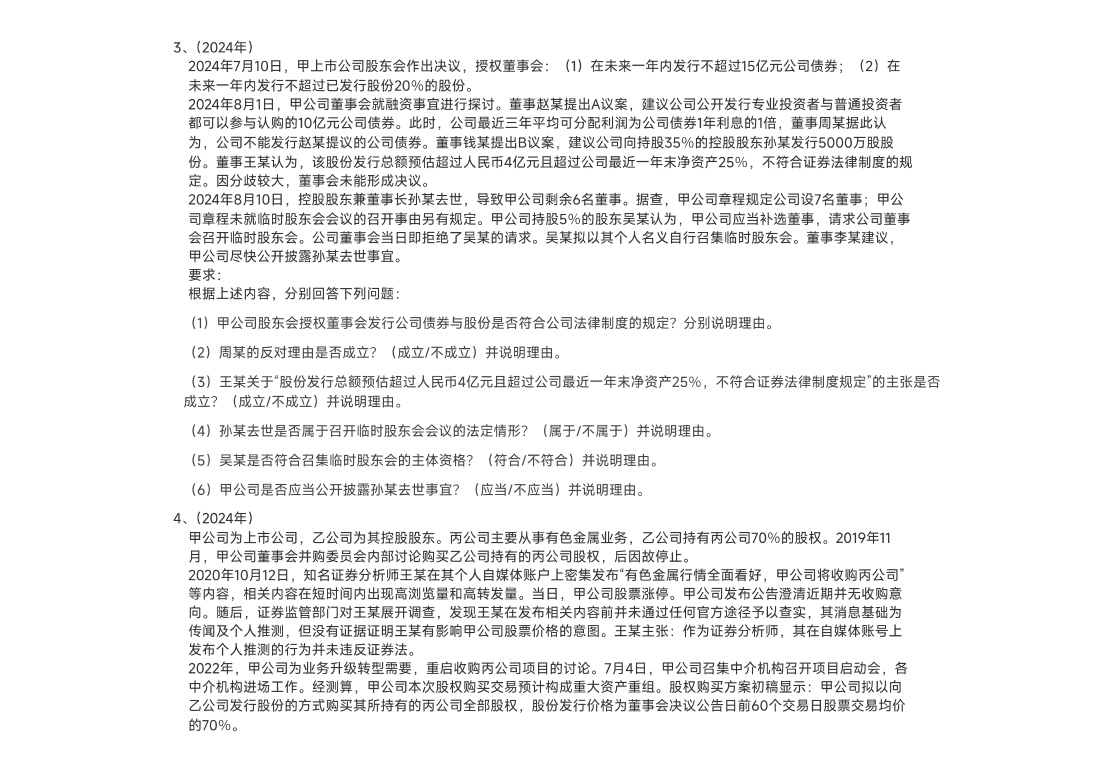 3、(2024年)
2024年7月10日，甲上市公司股东会作出决议，授权董事会：（1）在未来一年内发行不超过15亿元公司债券；（2）在
未来一年内发行不超过已发行股份20%的股份。
2024年8月1日，甲公司董事会就融资事宜进行探讨。董事赵某提出A议案，建议公司公开发行专业投资者与普通投资者
都可以参与认购的10亿元公司债券。此时，公司最近三年平均可分配利润为公司债券1年利息的1倍，董事周某据此认
为，公司不能发行赵某提议的公司债券。董事钱某提出B议案，建议公司向持股35%的控股股东孙某发行5000万股股
份。董事王某认为，该股份发行总额预估超过人民币4亿元且超过公司最近一年末净资产25%，不符合证券法律制度的规
定。因分歧较大，董事会未能形成决议。
2024年8月10日，控股股东兼董事长孙某去世，导致甲公司剩余6名董事。据查，甲公司章程规定公司设7名董事；甲公
司章程未就临时股东会会议的召开事由另有规定。甲公司持股5%的股东吴某认为，甲公司应当补选董事，请求公司董事
会召开临时股东会。公司董事会当日即拒绝了吴某的请求。吴某拟以其个人名义自行召集临时股东会。董事李某建议，
甲公司尽快公开披露孙某去世事宜。
要求：
根据上述内容，分别回答下列问题：
（1）甲公司股东会授权董事会发行公司债券与股份是否符合公司法律制度的规定？分别说明理由。
（2）周某的反对理由是否成立？（成立/不成立）并说明理由。
（3）王某关于“股份发行总额预估超过人民币4亿元且超过公司最近一年末净资产25%，不符合证券法律制度规定”的主张是否
成立？（成立/不成立）并说明理由。
（4）孙某去世是否属于召开临时股东会会议的法定情形？（属于/不属于）并说明理由。
（5）吴某是否符合召集临时股东会的主体资格？（符合/不符合）并说明理由。
（6）甲公司是否应当公开披露孙某去世事宜？（应当/不应当）并说明理由。
4、(2024年)
甲公司为上市公司，乙公司为其控股股东。丙公司主要从事有色金属业务，乙公司持有丙公司70%的股权。2019年11
月，甲公司董事会并购委员会内部讨论购买乙公司持有的丙公司股权，后因故停止。
2020年10月12日，知名证券分析师王某在其个人自媒体账户上密集发布“有色金属行情全面看好，甲公司将收购丙公司”
等内容，相关内容在短时间内出现高浏览量和高转发量。当日，甲公司股票涨停。甲公司发布公告澄清近期并无收购意
向。随后，证券监管部门对王某展开调查，发现王某在发布相关内容前并未通过任何官方途径予以查实，其消息基础为
传闻及个人推测，但没有证据证明王某有影响甲公司股票价格的意图。王某主张：作为证券分析师，其在自媒体账号上
发布个人推测的行为并未违反证券法。
2022年，甲公司为业务升级转型需要，重启收购丙公司项目的讨论。7月4日，甲公司召集中介机构召开项目启动会，各
中介机构进场工作。经测算，甲公司本次股权购买交易预计构成重大资产重组。股权购买方案初稿显示：甲公司拟以向
乙公司发行股份的方式购买其所持有的丙公司全部股权，股份发行价格为董事会决议公告日前60个交易日股票交易均价
的70%。